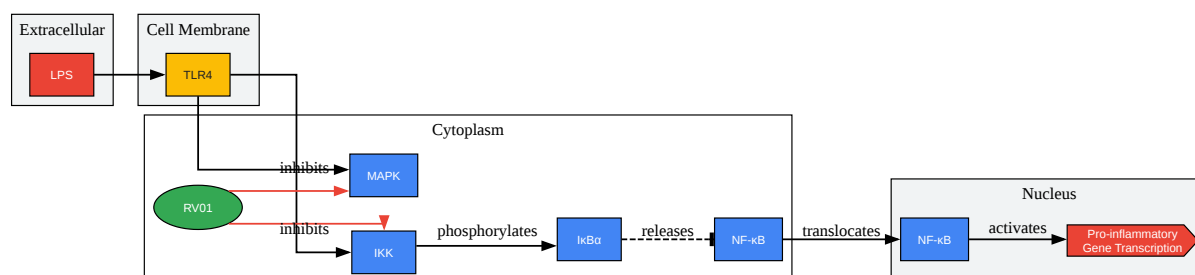 Extracellular
LPS
Cell Membrane
TLR4
Cytoplasm
inhibits
MAPK
RV01
inhibits
IKK
phosphorylates
IκBα
releases
NF-κB
translocates
Nucleus
NF-κB
activates
Pro-inflammatory
Gene Transcription